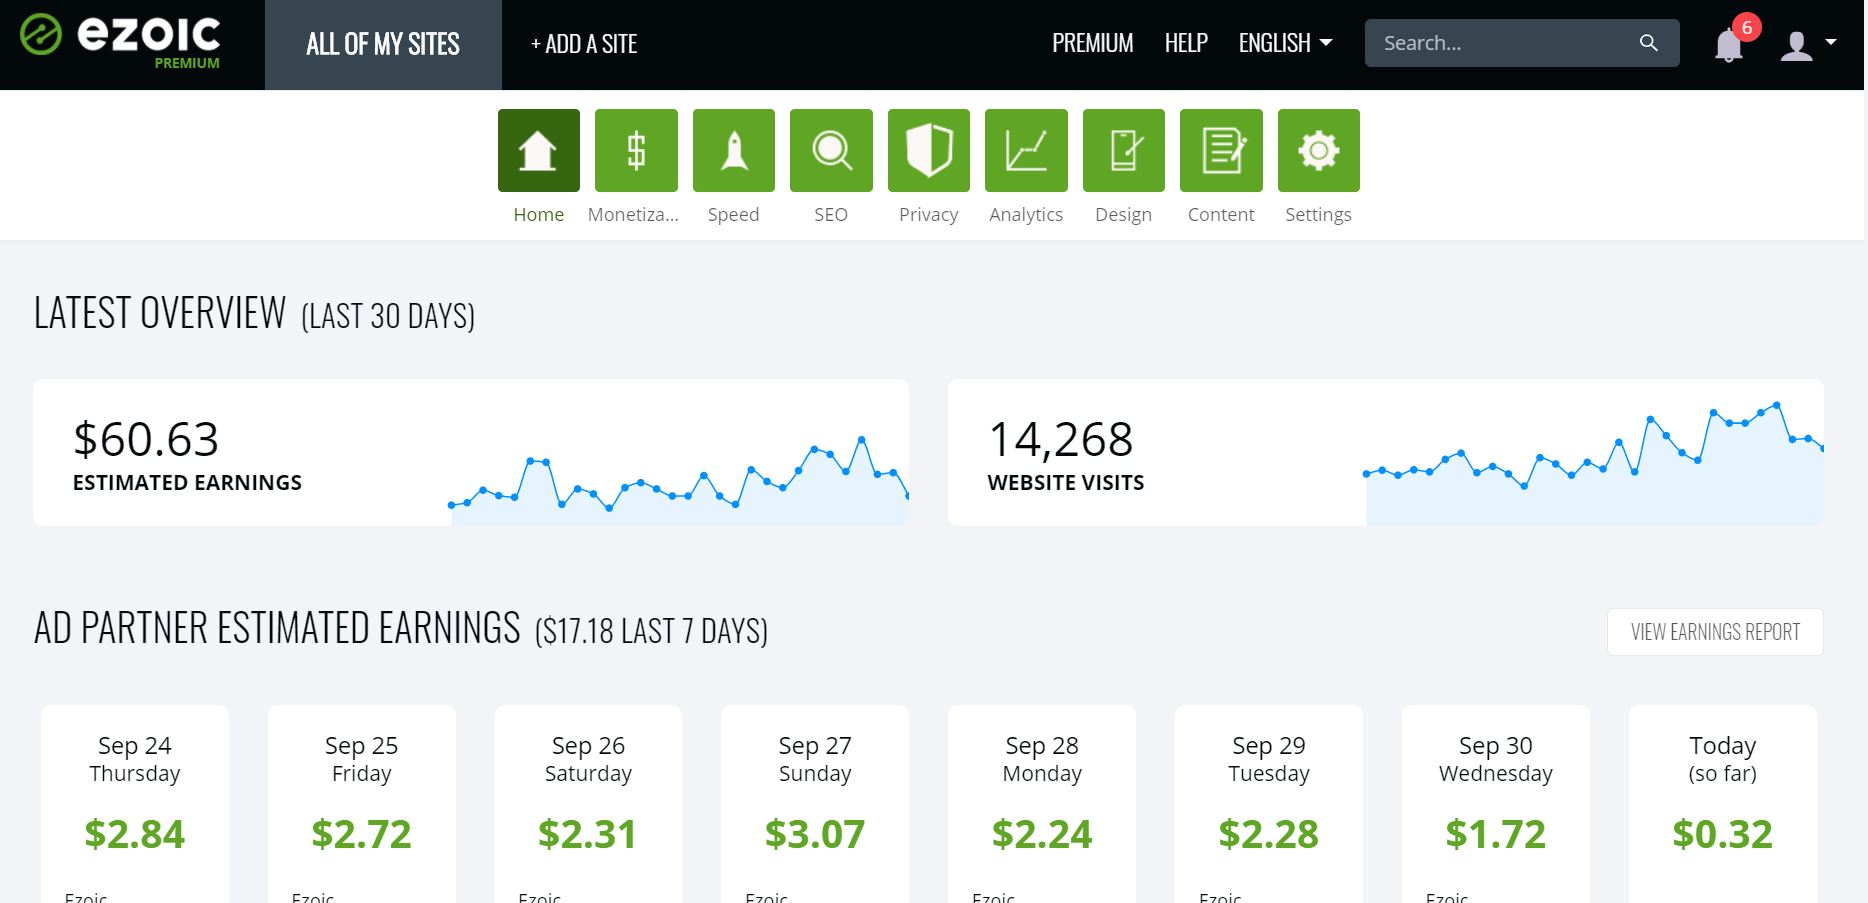 ezoic
PREMIUM
ALL OF MY SITES
+ ADD A SITE
PREMIUM
HELP
ENGLISH
Search...
6
Home
Monetiza...
Speed
SEO
Privacy
Analytics
Design
Content
Settings
LATEST OVERVIEW (LAST 30 DAYS)
$60.63
ESTIMATED EARNINGS
14,268
WEBSITE VISITS
AD PARTNER ESTIMATED EARNINGS ($17.18 LAST 7 DAYS)
VIEW EARNINGS REPORT
Sep 24
Thursday
$2.84
Ezoic
Sep 25
Friday
$2.72
Ezoic
Sep 26
Saturday
$2.31
Ezoic
Sep 27
Sunday
$3.07
Ezoic
Sep 28
Monday
$2.24
Ezoic
Sep 29
Tuesday
$2.28
Ezoic
Sep 30
Wednesday
$1.72
Ezoic
Today
(so far)
$0.32